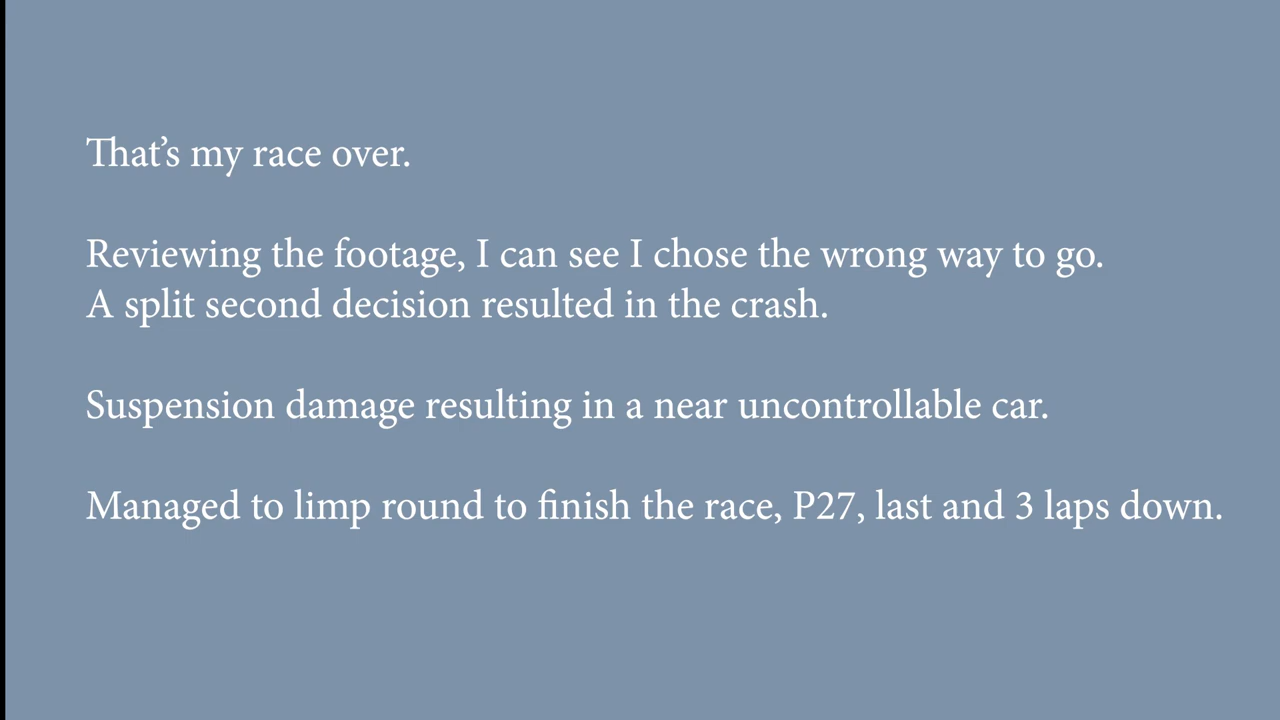 That’s my race over.
Reviewing the footage, I can see I chose the wrong way to go.
A split second decision resulted in the crash.
Suspension damage resulting in a near uncontrollable car.
Managed to limp round to finish the race, P27, last and 3 laps down.